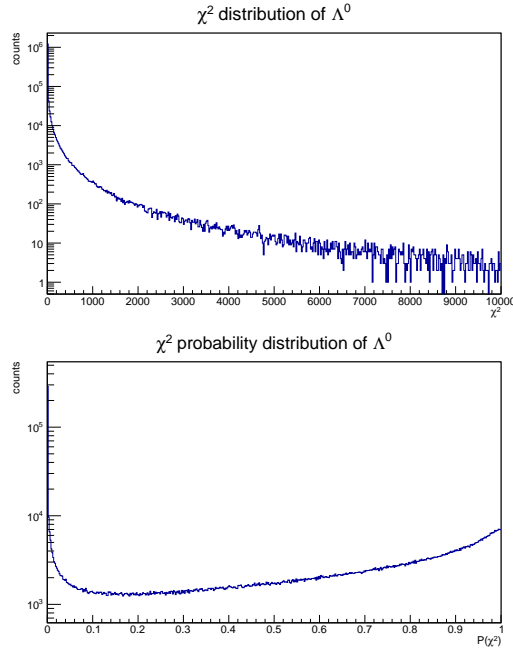 χ² distribution of Λ⁰
counts
10⁶
10⁵
10⁴
10³
10²
10
1
0 1000 2000 3000 4000 5000 6000 7000 8000 9000 10000
χ²
χ² probability distribution of Λ⁰
counts
10⁵
10⁴
10³
0 0.1 0.2 0.3 0.4 0.5 0.6 0.7 0.8 0.9 1
P(χ²)